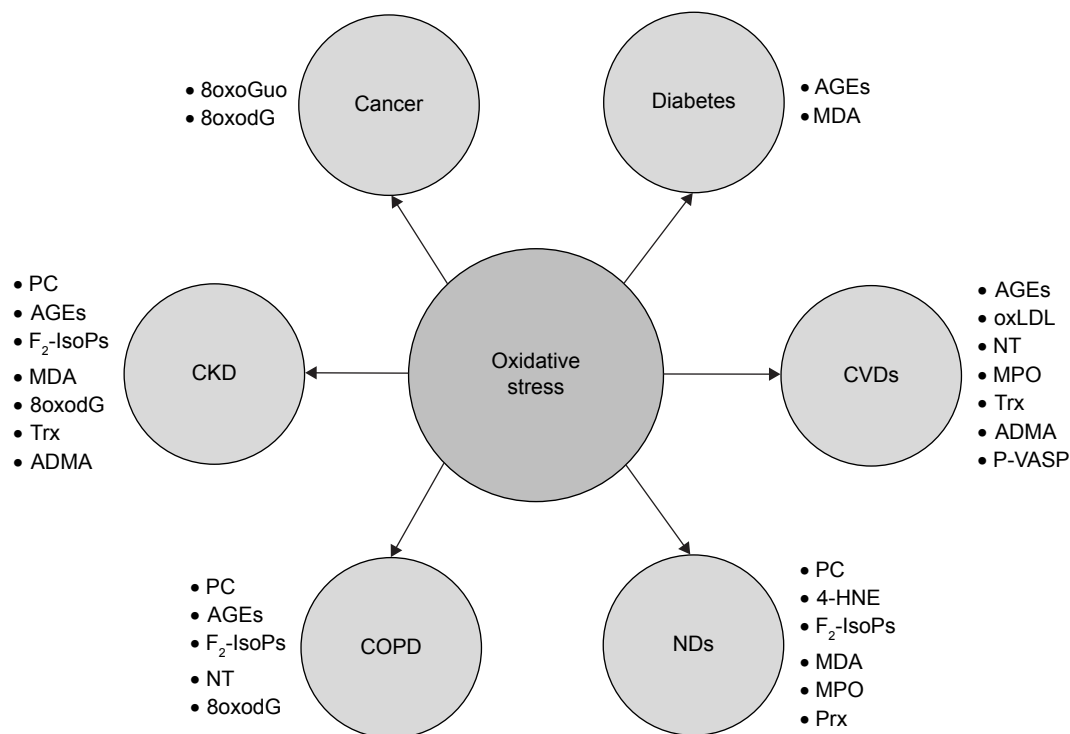 • 8oxoGuo
• 8oxodG
Cancer
Diabetes
• AGEs
• MDA
• PC
• AGEs
• F₂-IsoPs
• MDA
• 8oxodG
• Trx
• ADMA
CKD
Oxidative
stress
CVDs
• AGEs
• oxLDL
• NT
• MPO
• Trx
• ADMA
• P-VASP
• PC
• AGEs
• F₂-IsoPs
• NT
• 8oxodG
COPD
NDs
• PC
• 4-HNE
• F₂-IsoPs
• MDA
• MPO
• Prx